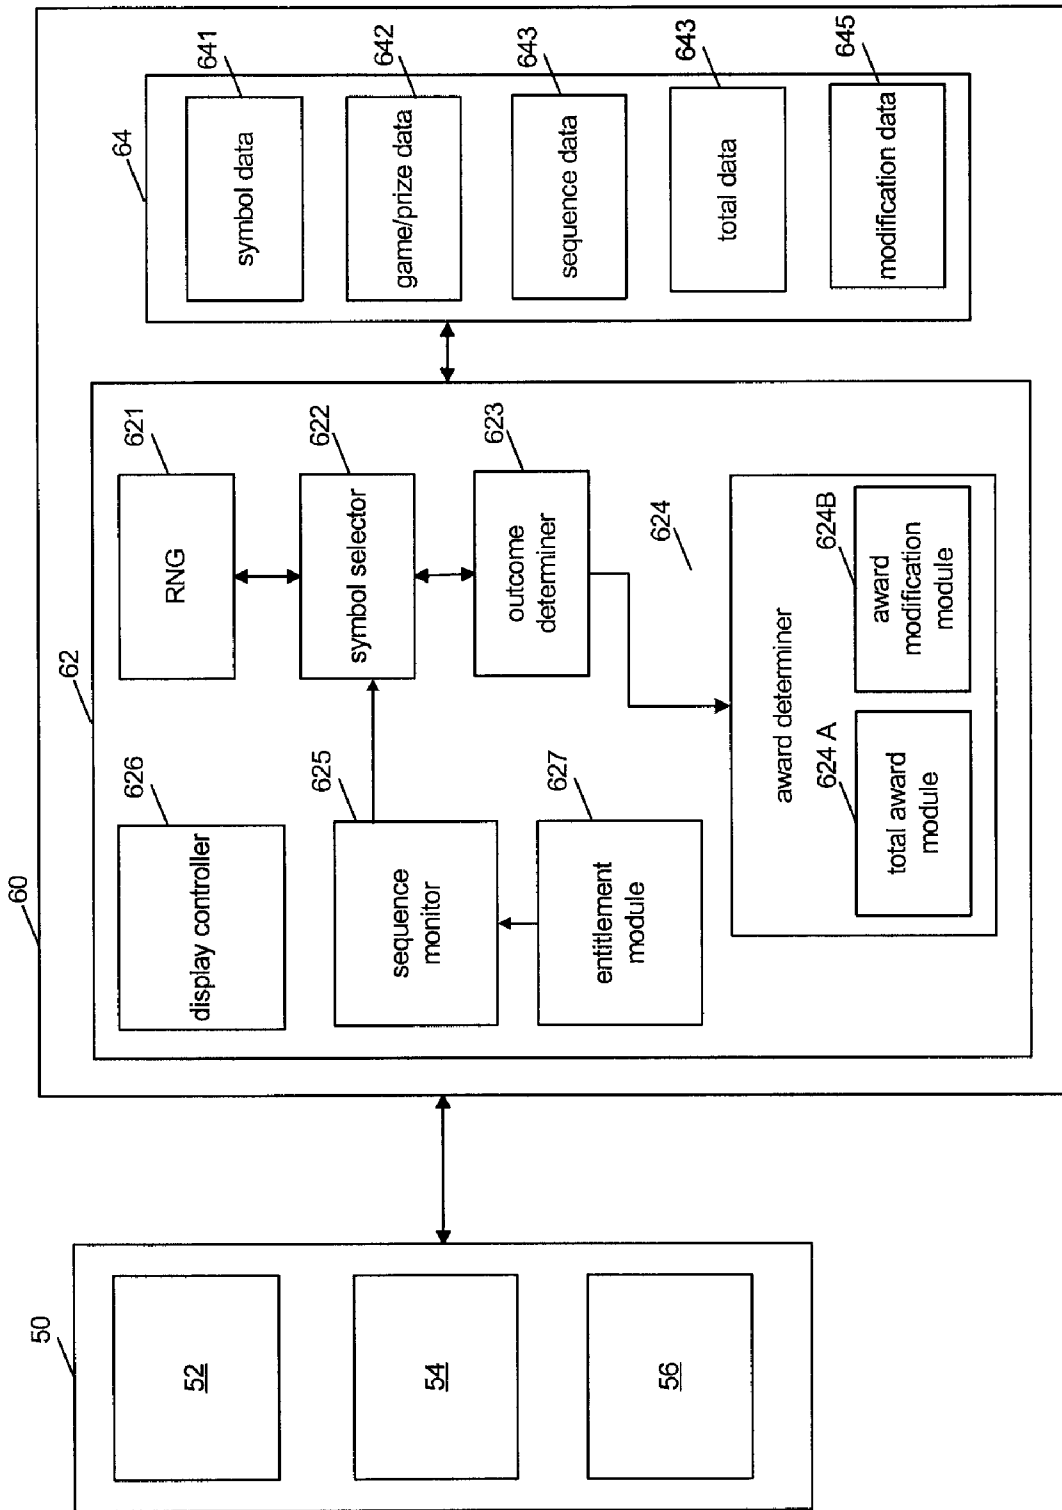 60
62
64
626
display controller
621
RNG
641
symbol data
625
sequence
monitor
622
symbol selector
642
game/prize data
627
entitlement
module
623
outcome
determiner
643
sequence data
624
award determiner
624 A
total award
module
624B
award
modification
module
643
total data
645
modification data
50
52
54
56